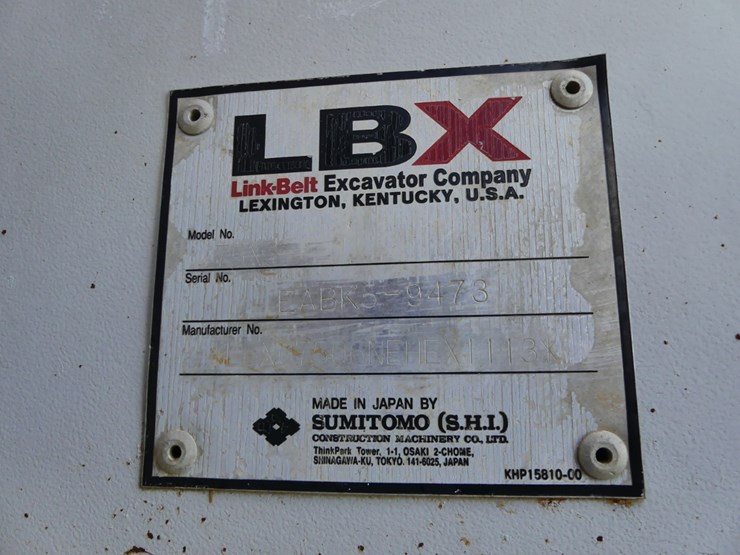 LBX
Link-Belt Excavator Company
LEXINGTON, KENTUCKY, U.S.A.
Model No.
Serial No.
Manufacturer No.
MADE IN JAPAN BY
SUMITOMO (S.H.I.)
CONSTRUCTION MACHINERY CO., LTD.
ThinkPark Tower, 1-1, OSAKI 2-CHOME,
SHINAGAWA-KU, TOKYO. 141-6025, JAPAN
KHP15810-00